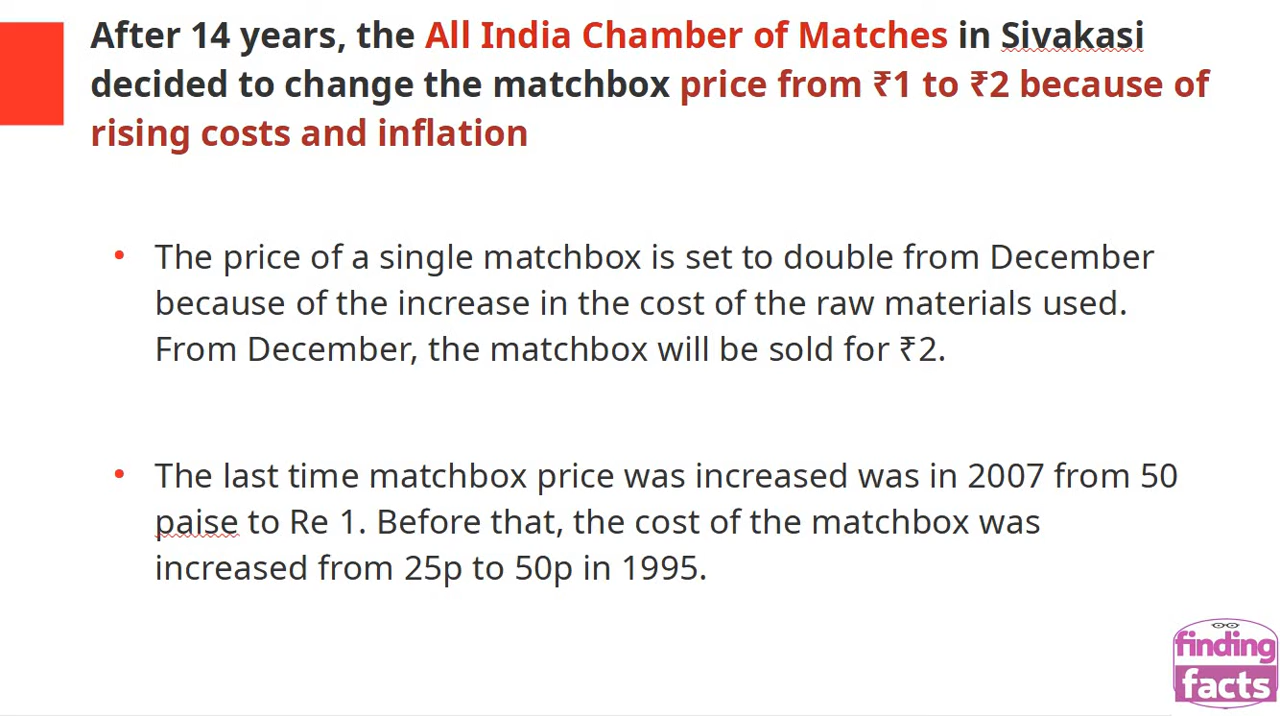 After 14 years, the All India Chamber of Matches in Sivakasi
decided to change the matchbox price from ₹1 to ₹2 because of
rising costs and inflation
• The price of a single matchbox is set to double from December
because of the increase in the cost of the raw materials used.
From December, the matchbox will be sold for ₹2.
• The last time matchbox price was increased was in 2007 from 50
paise to Re 1. Before that, the cost of the matchbox was
increased from 25p to 50p in 1995.
finding
facts